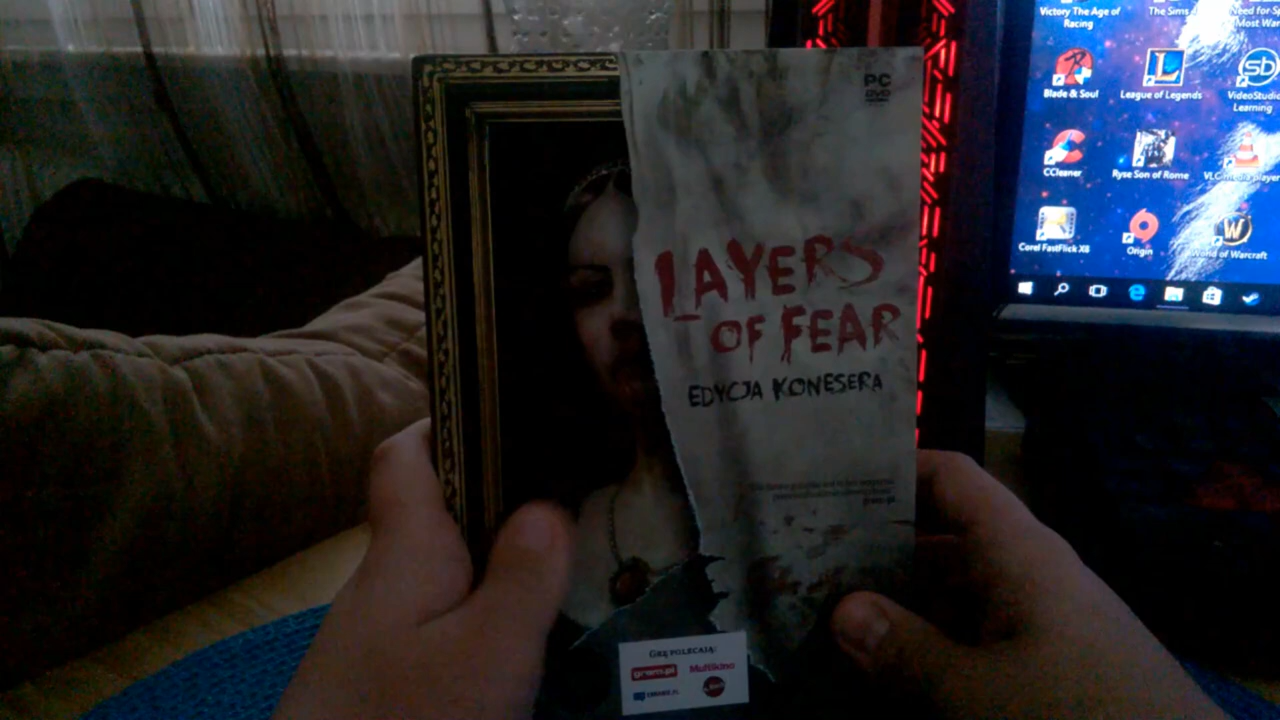 PC
DVD
LAYERS
OF FEAR
EDYCJA KONESERA
GRĘ POLECAJĄ:
gram.pl
Multikino
Victory The Age of
Racing
The Sims
Need for Sp
Most Wan
Blade & Soul
League of Legends
VideoStudio
Learning
CCleaner
Ryse Son of Rome
VLC media player
Corel FastFlick X8
Origin
World of Warcraft